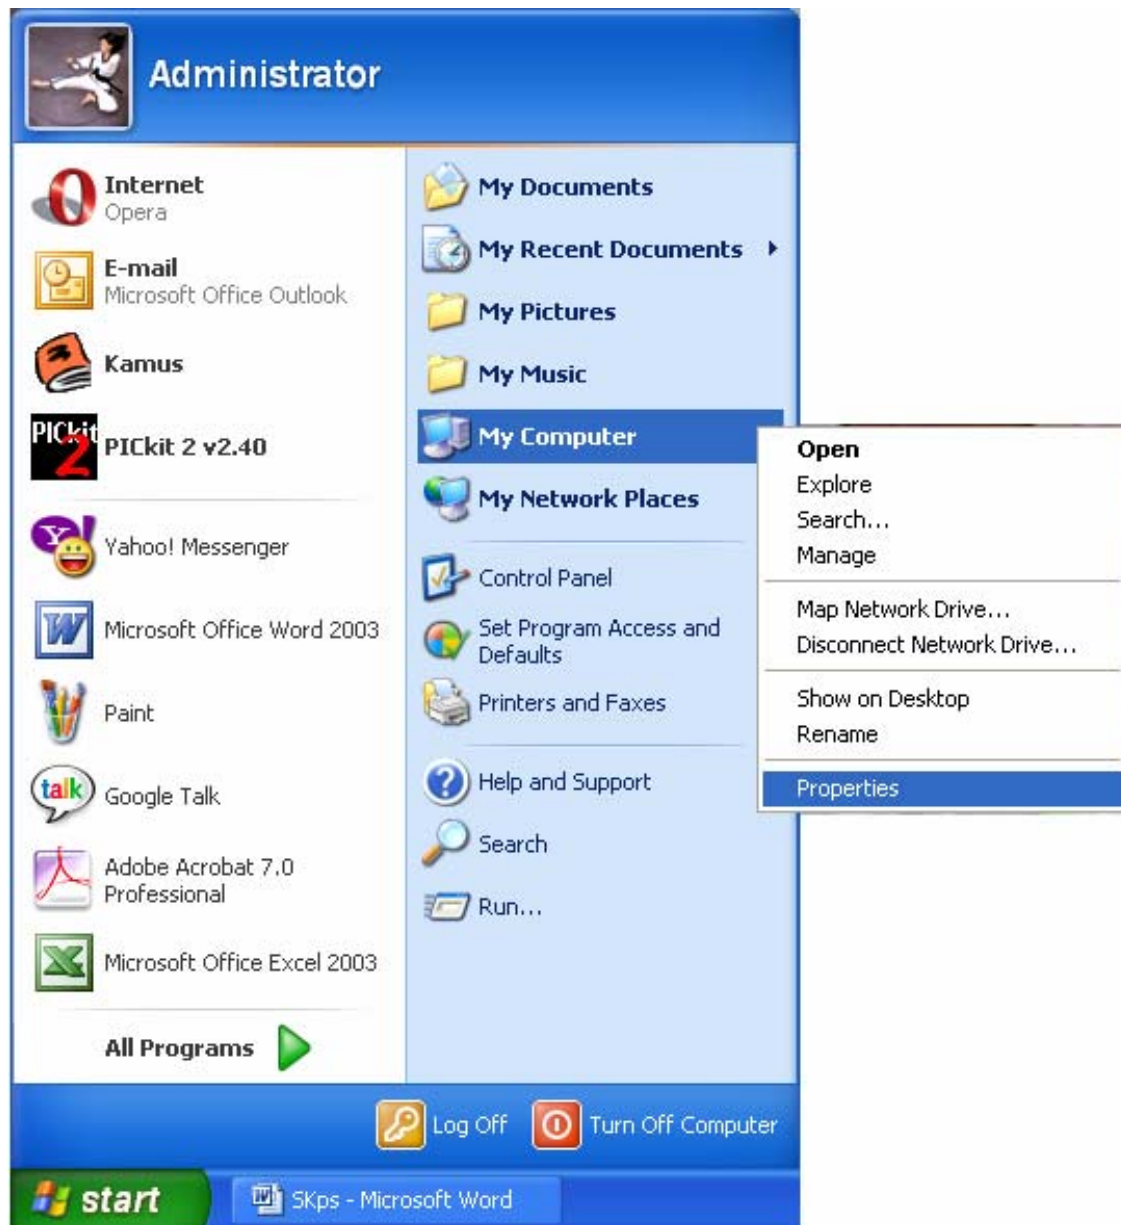 Administrator
Internet
Opera
E-mail
Microsoft Office Outlook
Kamus
PICkit
2
PICkit 2 v2.40
Yahoo! Messenger
Microsoft Office Word 2003
Paint
talk
Google Talk
Adobe Acrobat 7.0
Professional
Microsoft Office Excel 2003
All Programs
My Documents
My Recent Documents
My Pictures
My Music
My Computer
My Network Places
Control Panel
Set Program Access and
Defaults
Printers and Faxes
Help and Support
Search
Run...
Open
Explore
Search...
Manage
Map Network Drive...
Disconnect Network Drive...
Show on Desktop
Rename
Properties
Log Off
Turn Off Computer
start
SKps - Microsoft Word